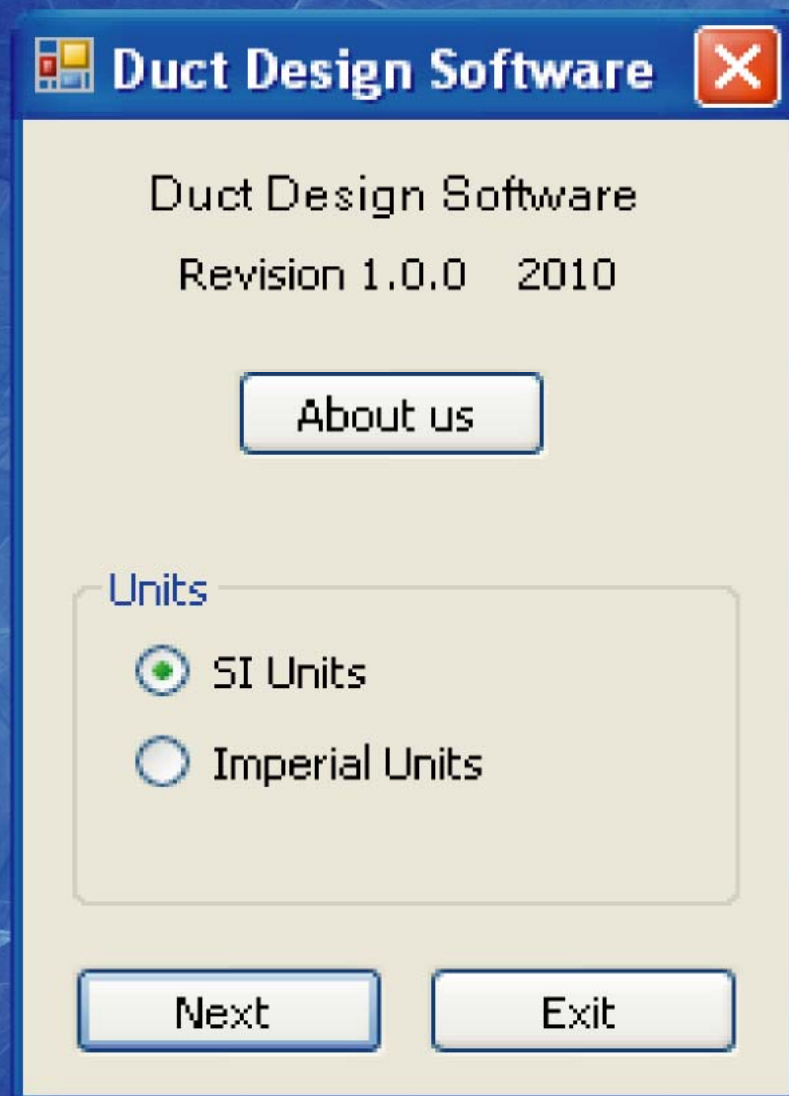 Duct Design Software
Duct Design Software
Revision 1.0.0 2010
About us
Units
SI Units
Imperial Units
Next Exit